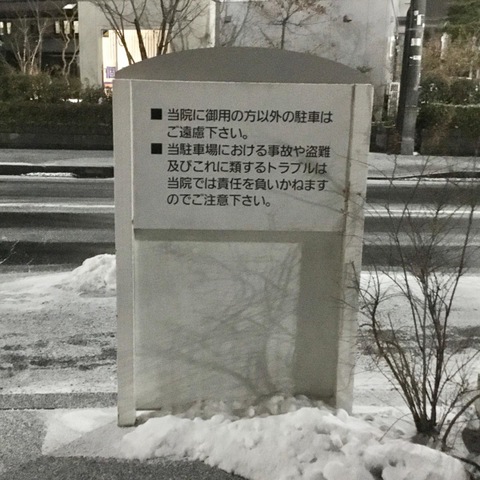 ■ 当院に御用の方以外の駐車は
ご遠慮下さい。
■ 当駐車場における事故や盗難
及びこれに類するトラブルは
当院では責任を負いかねます
のでご注意下さい。